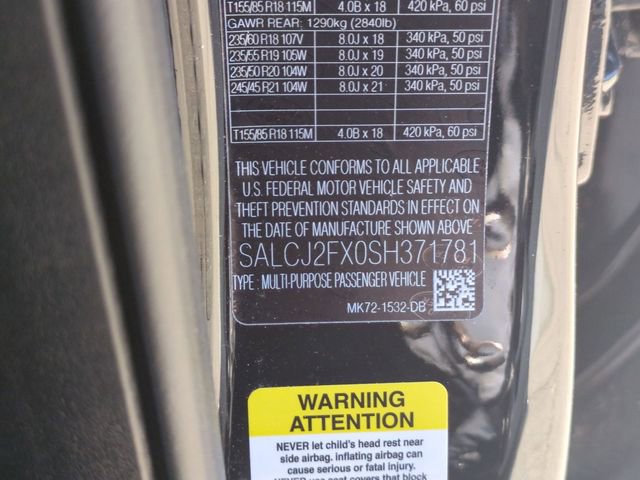 T155/85 R18 115M 4.0B x 18 420 kPa, 60 psi
GAWR REAR: 1290kg (2840lb)
235/60 R18 107V 8.0J x 18 340 kPa, 50 psi
235/55 R19 105W 8.0J x 19 340 kPa, 50 psi
235/50 R20 104W 8.0J x 20 340 kPa, 50 psi
245/45 R21 104W 8.0J x 21 340 kPa, 50 psi
T155/85 R18 115M 4.0B x 18 420 kPa, 60 psi
THIS VEHICLE CONFORMS TO ALL APPLICABLE
U.S. FEDERAL MOTOR VEHICLE SAFETY AND
THEFT PREVENTION STANDARDS IN EFFECT ON
THE DATE OF MANUFACTURE SHOWN ABOVE
SALCJ2FX0SH371781
TYPE : MULTI-PURPOSE PASSENGER VEHICLE
MK72-1532-DB
WARNING
ATTENTION
NEVER let child's head rest near
side airbag. inflating airbag can
cause serious or fatal injury.
NEVER use seat covers that block